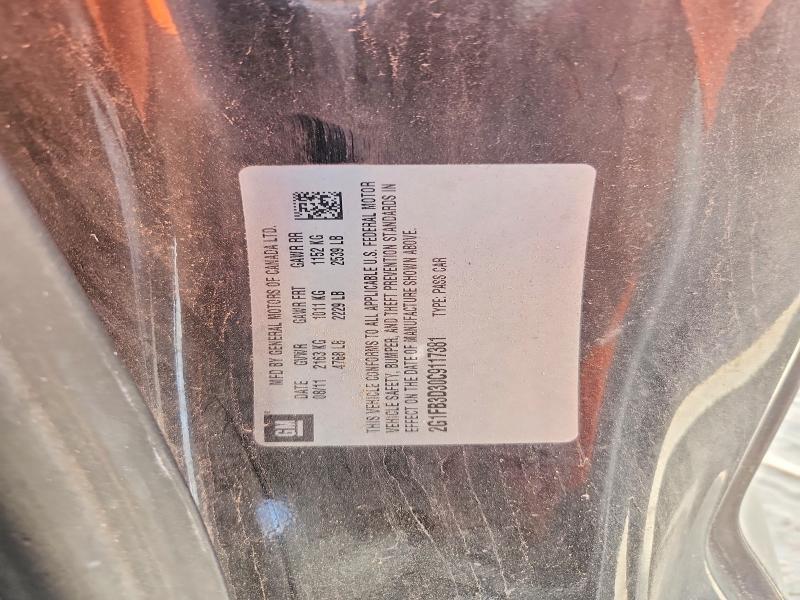 GM
MFD BY GENERAL MOTORS OF CANADA LTD.
DATE GVWR GAWR FRT GAWR RR
08/11 2163 KG 1011 KG 1152 KG
4768 LB 2229 LB 2539 LB
THIS VEHICLE CONFORMS TO ALL APPLICABLE U.S. FEDERAL MOTOR
VEHICLE SAFETY, BUMPER, AND THEFT PREVENTION STANDARDS IN
EFFECT ON THE DATE OF MANUFACTURE SHOWN ABOVE.
2G1FB3D30C9117381 TYPE: PASS CAR